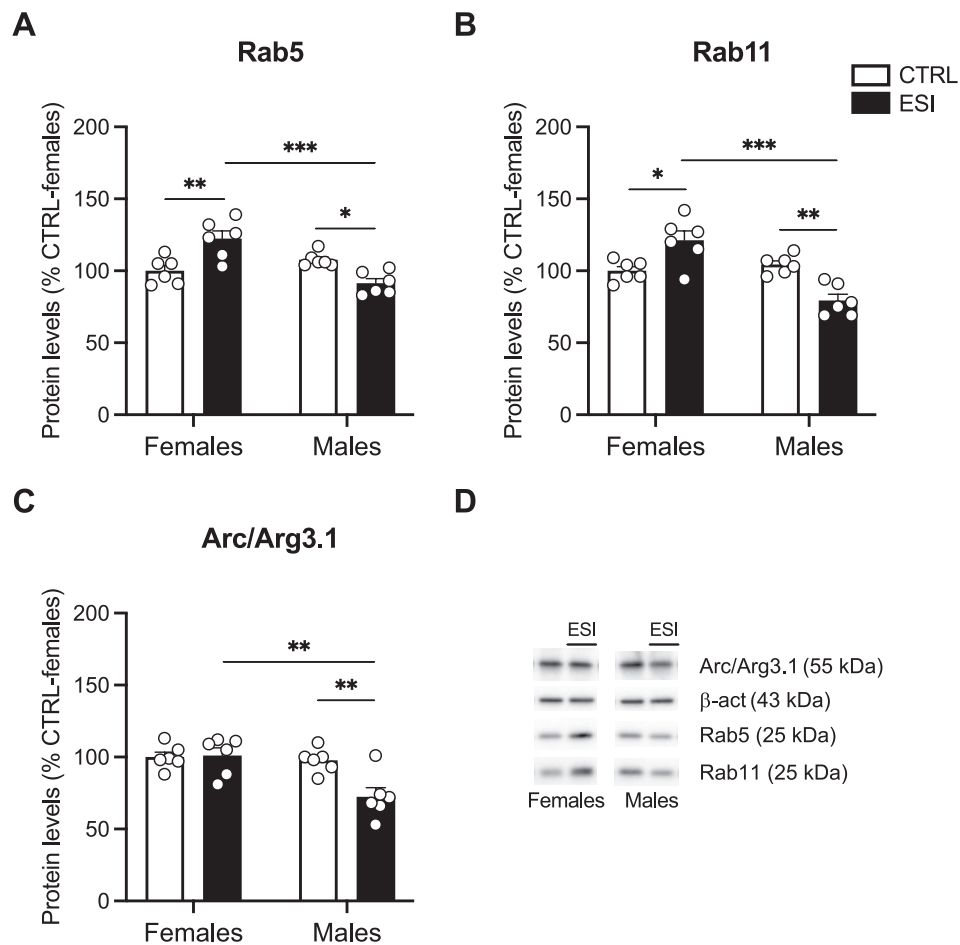 A
Rab5
Protein levels (% CTRL-females)
200
150
100
50
0
**
***
*
Females
Males
B
Rab11
CTRL
ESI
Protein levels (% CTRL-females)
200
150
100
50
0
*
***
**
Females
Males
C
Arc/Arg3.1
Protein levels (% CTRL-females)
200
150
100
50
0
**
**
Females
Males
D
ESI
ESI
Arc/Arg3.1 (55 kDa)
β-act (43 kDa)
Rab5 (25 kDa)
Rab11 (25 kDa)
Females
Males